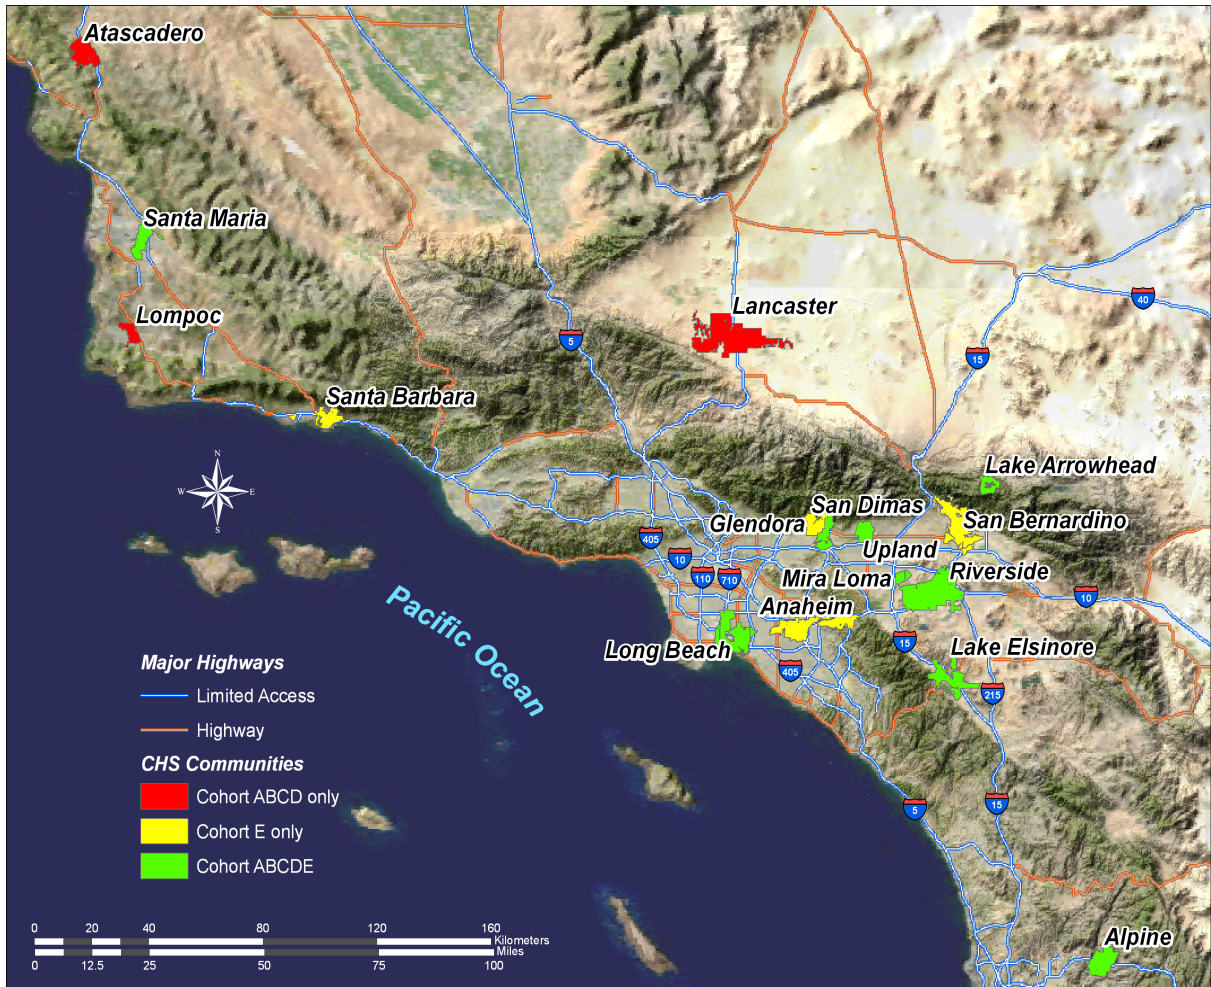 Atascadero
Santa Maria
Lompoc
Lancaster
40
5
15
Santa Barbara
N
W E
S
Lake Arrowhead
San Dimas
Glendora
San Bernardino
405
10
Upland
110
710
Mira Loma
Riverside
10
Anaheim
Pacific Ocean
Long Beach
15
Lake Elsinore
405
215
Major Highways
Limited Access
Highway
CHS Communities
Cohort ABCD only
Cohort E only
Cohort ABCDE
5
15
Alpine
0 20 40 80 120 160
Kilometers
Miles
0 12.5 25 50 75 100